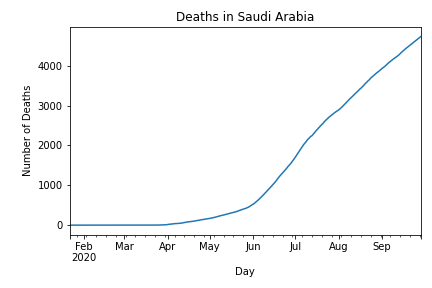 Deaths in Saudi Arabia
Number of Deaths
4000
3000
2000
1000
0
Feb Mar Apr May Jun Jul Aug Sep
2020
Day